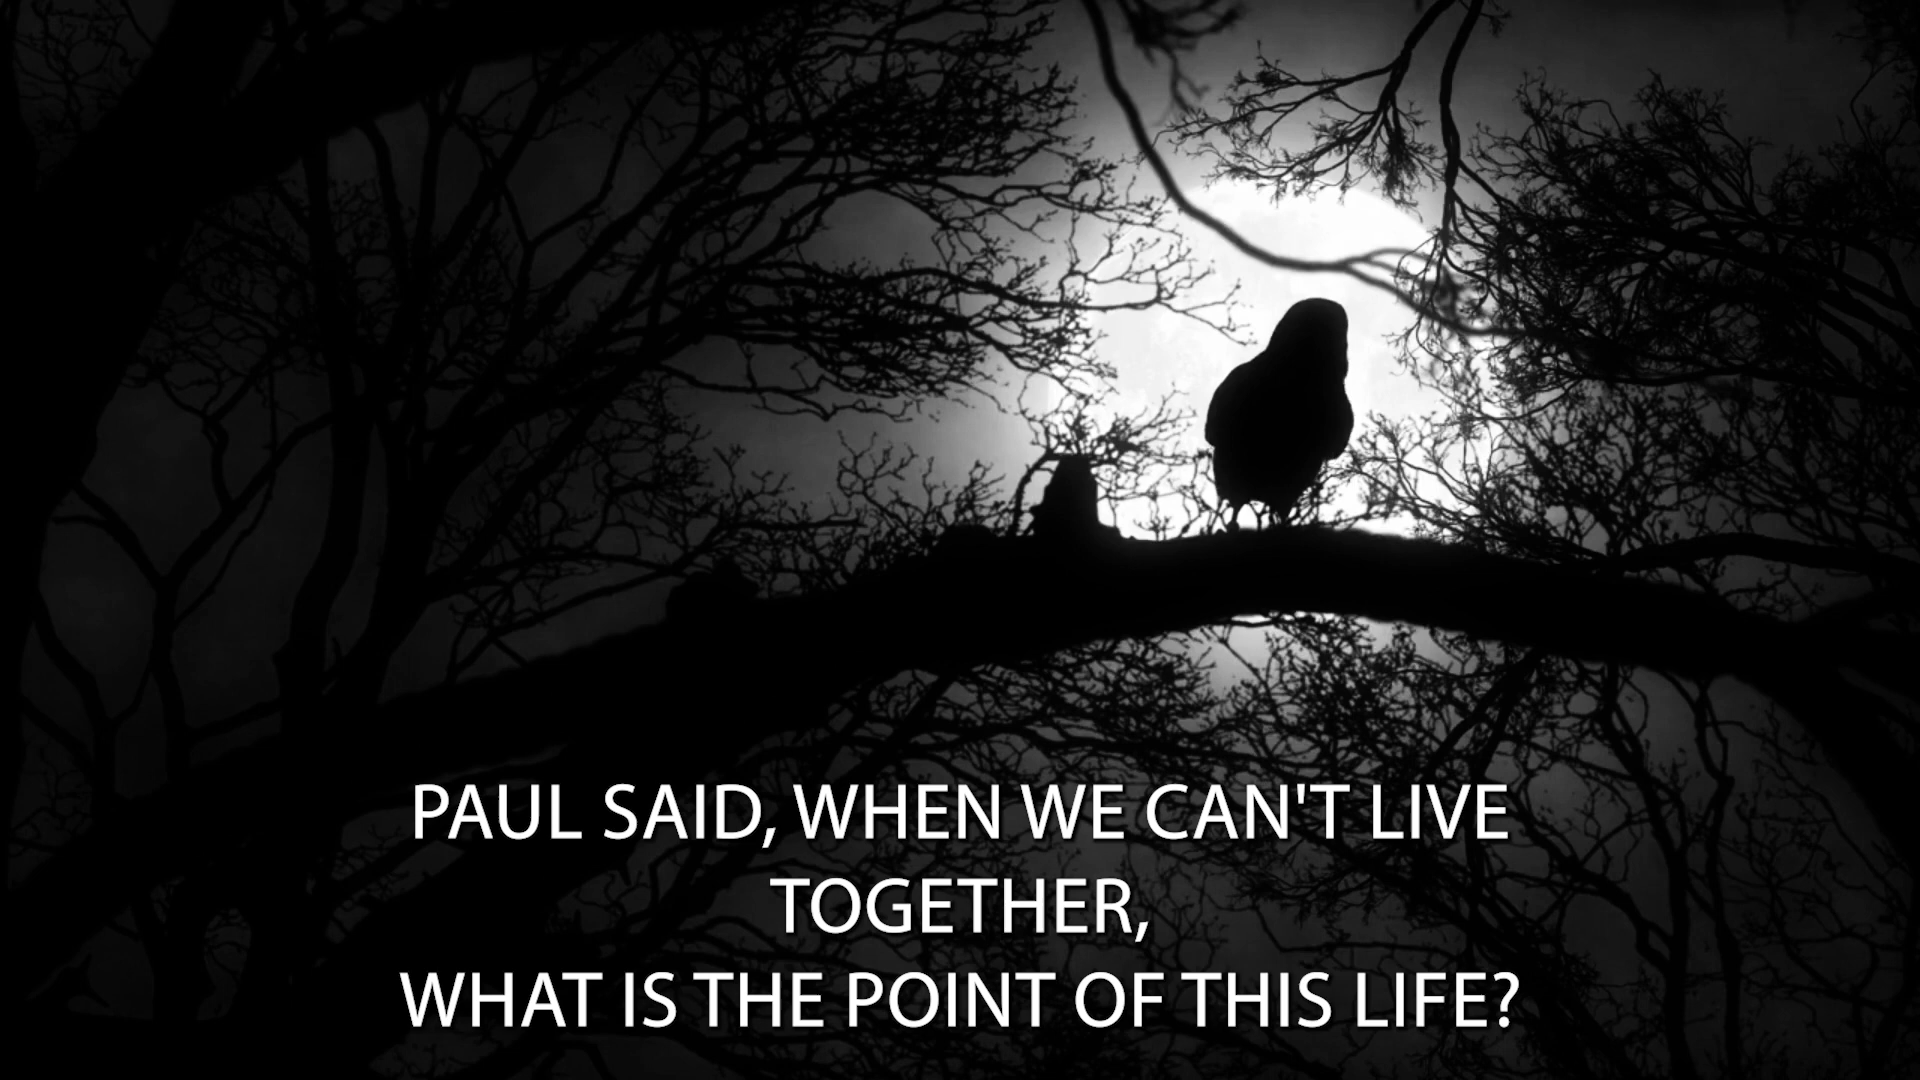 PAUL SAID, WHEN WE CAN'T LIVE
TOGETHER,
WHAT IS THE POINT OF THIS LIFE?